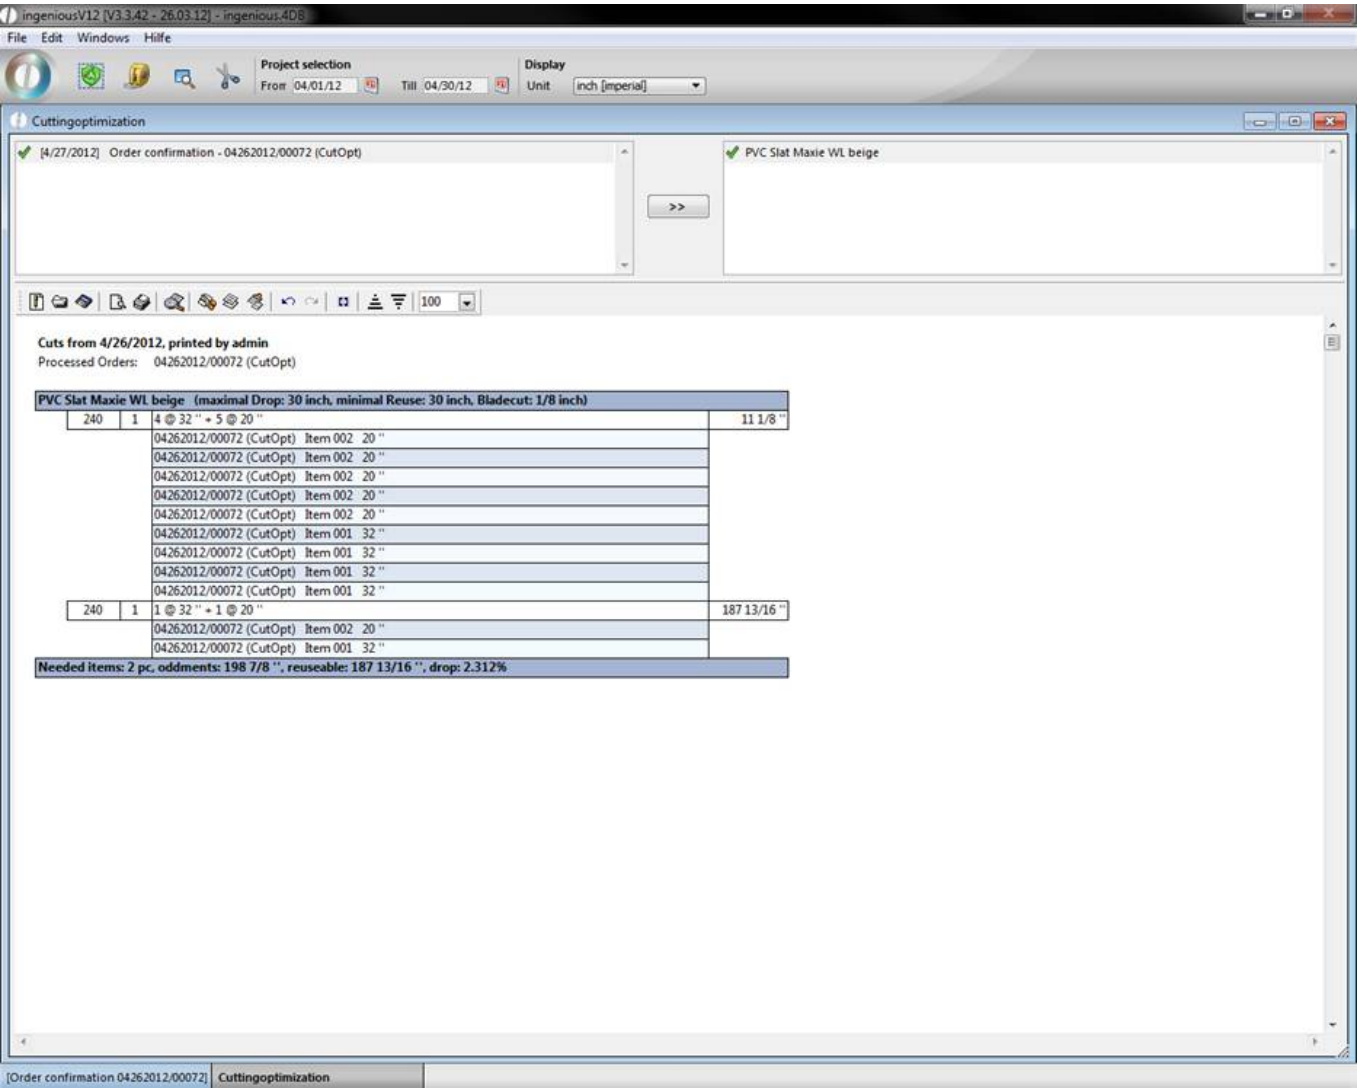 ingeniousV12 [V3.3.42 - 26.03.12] - ingenious.4DB
File Edit Windows Hilfe
Project selection
From 04/01/12 Till 04/30/12
Display
Unit inch [imperial]
Cuttingoptimization
[4/27/2012] Order confirmation - 04262012/00072 (CutOpt)
>>
PVC Slat Maxie WL beige
100
Cuts from 4/26/2012, printed by admin
Processed Orders: 04262012/00072 (CutOpt)
PVC Slat Maxie WL beige (maximal Drop: 30 inch, minimal Reuse: 30 inch, Bladecut: 1/8 inch)
240 1 4 @ 32 '' + 5 @ 20 '' 11 1/8 ''
04262012/00072 (CutOpt) Item 002 20 ''
04262012/00072 (CutOpt) Item 002 20 ''
04262012/00072 (CutOpt) Item 002 20 ''
04262012/00072 (CutOpt) Item 002 20 ''
04262012/00072 (CutOpt) Item 002 20 ''
04262012/00072 (CutOpt) Item 001 32 ''
04262012/00072 (CutOpt) Item 001 32 ''
04262012/00072 (CutOpt) Item 001 32 ''
04262012/00072 (CutOpt) Item 001 32 ''
240 1 1 @ 32 '' + 1 @ 20 '' 187 13/16 ''
04262012/00072 (CutOpt) Item 002 20 ''
04262012/00072 (CutOpt) Item 001 32 ''
Needed items: 2 pc, oddments: 198 7/8 '', reuseable: 187 13/16 '', drop: 2.312%
[Order confirmation 04262012/00072] Cuttingoptimization